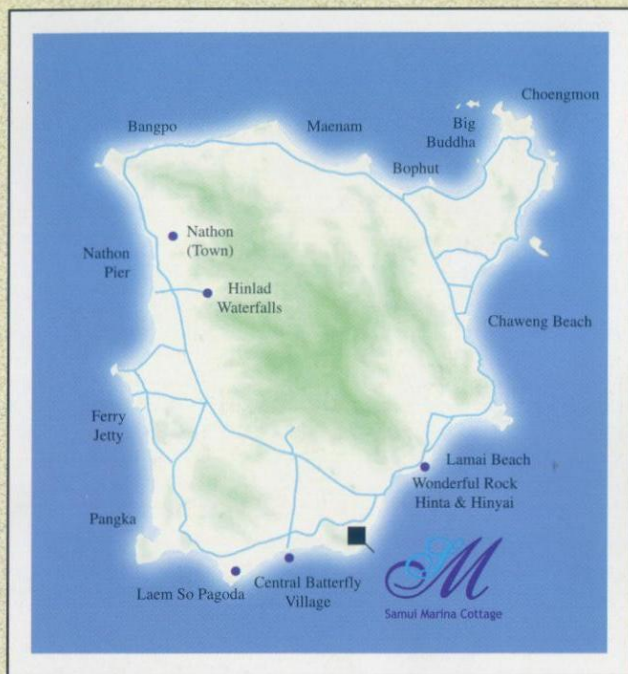 Choengmon
Big
Buddha
Bangpo
Maenam
Bophut
Nathon
(Town)
Nathon
Pier
Hinlad
Waterfalls
Chaweng Beach
Ferry
Jetty
Lamai Beach
Wonderful Rock
Hinta & Hinyai
Pangka
Laem So Pagoda
Central Batterfly
Village
SM
Samui Marina Cottage